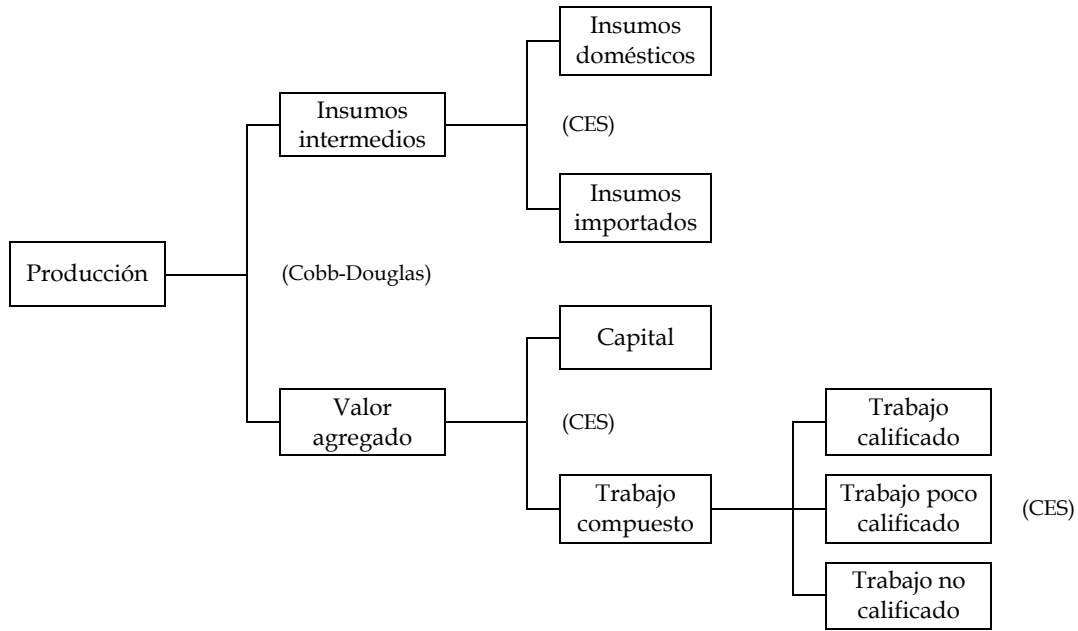 Insumos
domésticos
Insumos
intermedios
(CES)
Insumos
importados
Producción
(Cobb-Douglas)
Capital
Valor
agregado
(CES)
Trabajo
calificado
Trabajo
compuesto
Trabajo poco
calificado
(CES)
Trabajo no
calificado